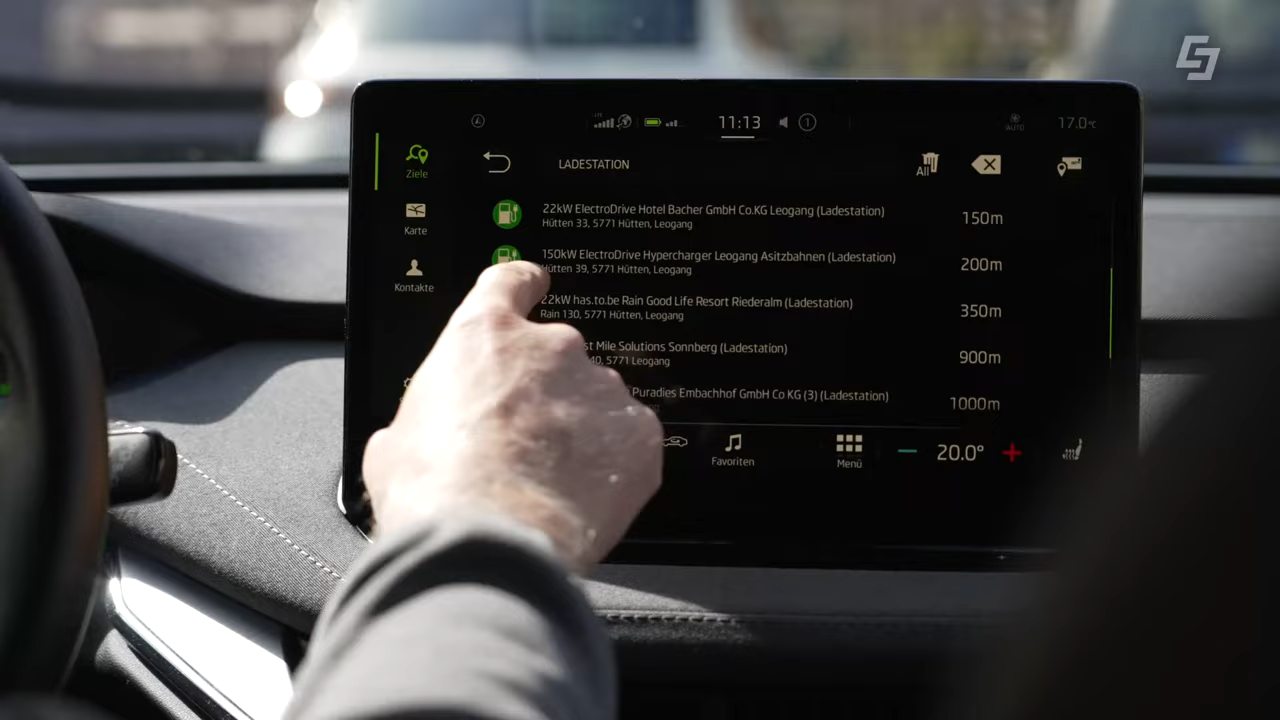 11:13
1
AUTO
17.0°C
Ziele
LADESTATION
All
22kW ElectroDrive Hotel Bacher GmbH Co.KG Leogang (Ladestation)
Hütten 33, 5771 Hütten, Leogang
150m
Karte
150kW ElectroDrive Hypercharger Leogang Asitzbahnen (Ladestation)
Hütten 39, 5771 Hütten, Leogang
200m
Kontakte
22kW has.to.be Rain Good Life Resort Riederalm (Ladestation)
Rain 130, 5771 Hütten, Leogang
350m
Mile Solutions Sonnberg (Ladestation)
5771 Leogang
900m
Puradies Embachhof GmbH Co KG (3) (Ladestation)
1000m
Favoriten
Menü
20.0°